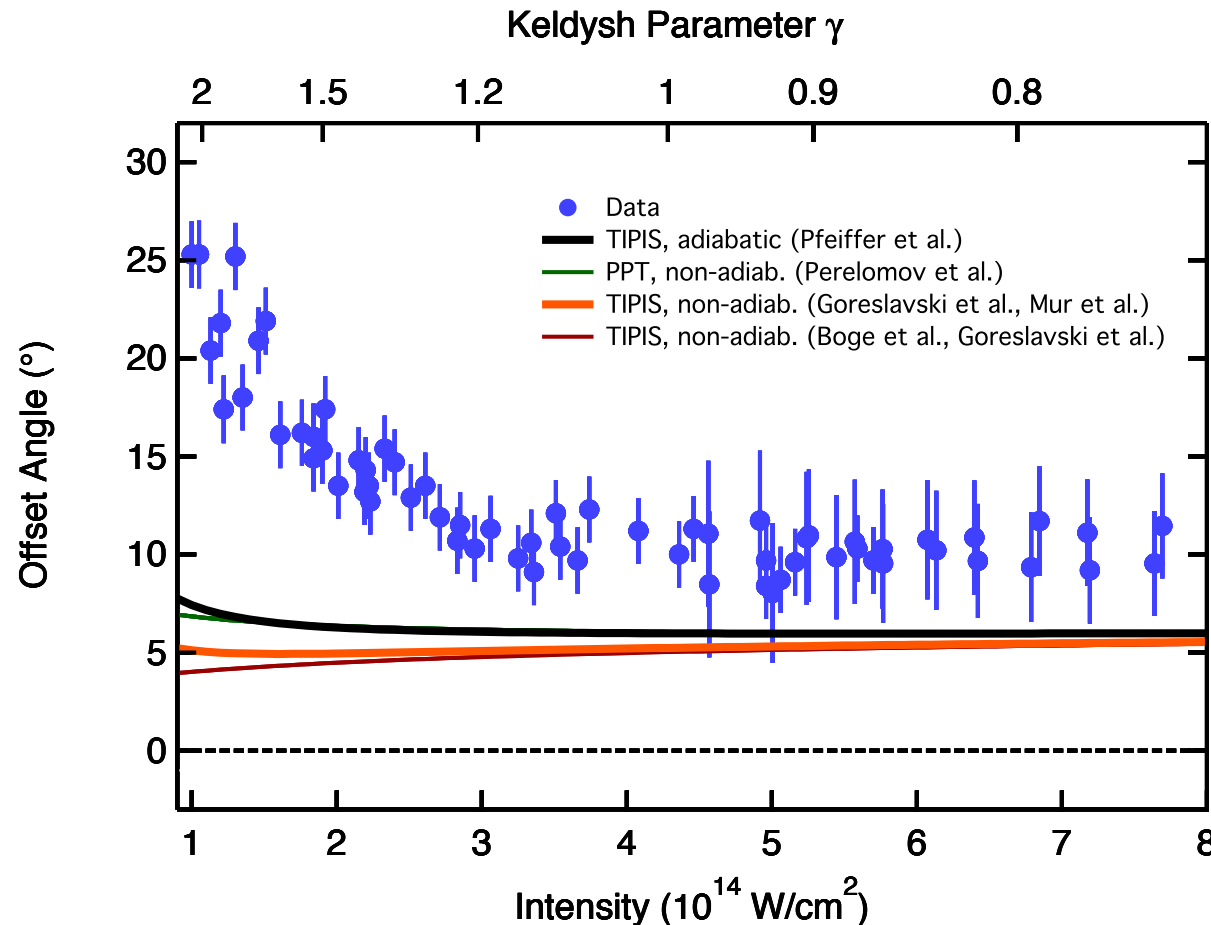 Keldysh Parameter γ
2 1.5 1.2 1 0.9 0.8
30
25
20
15
10
5
0
Offset Angle (°)
Data
TIPIS, adiabatic (Pfeiffer et al.)
PPT, non-adiab. (Perelomov et al.)
TIPIS, non-adiab. (Goreslavski et al., Mur et al.)
TIPIS, non-adiab. (Boge et al., Goreslavski et al.)
1 2 3 4 5 6 7 8
Intensity (10^14 W/cm^2)